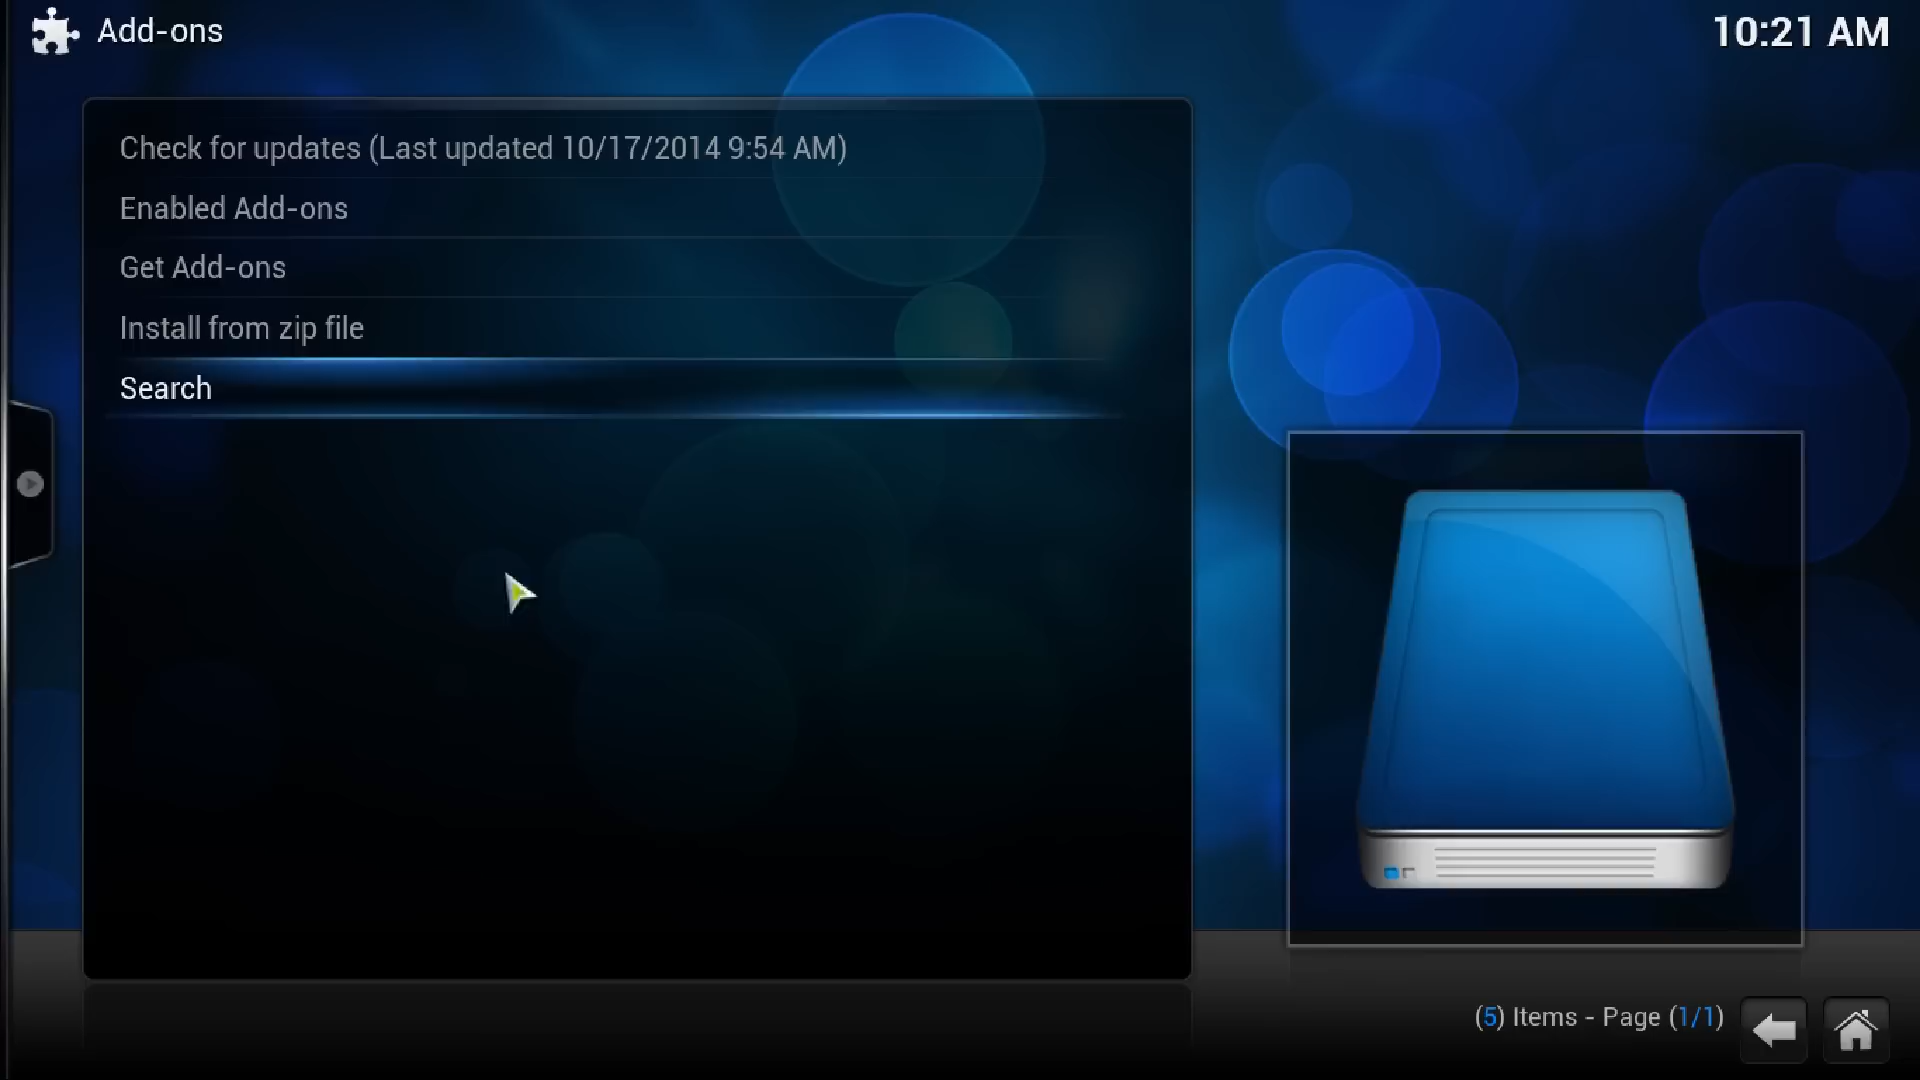 Add-ons
10:21 AM
Check for updates (Last updated 10/17/2014 9:54 AM)
Enabled Add-ons
Get Add-ons
Install from zip file
Search
(5) Items - Page (1/1)